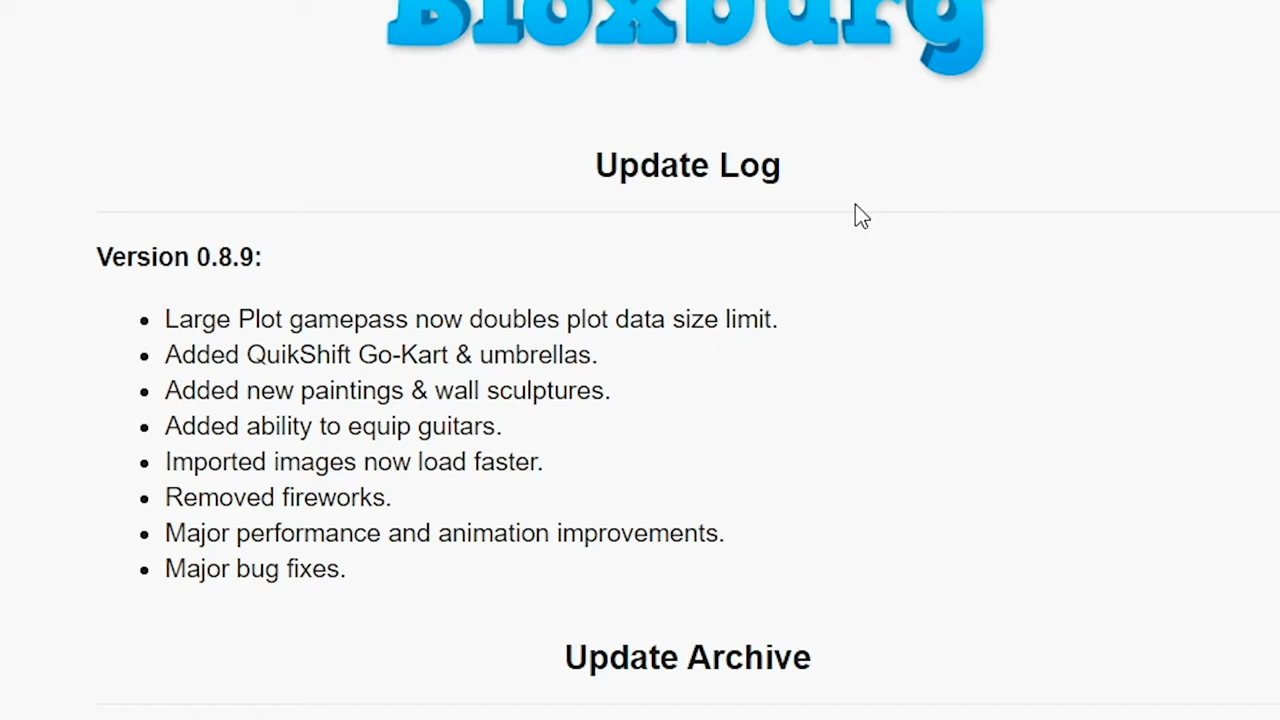 Bloxburg
Update Log
Version 0.8.9:
Large Plot gamepass now doubles plot data size limit.
Added QuikShift Go-Kart & umbrellas.
Added new paintings & wall sculptures.
Added ability to equip guitars.
Imported images now load faster.
Removed fireworks.
Major performance and animation improvements.
Major bug fixes.
Update Archive